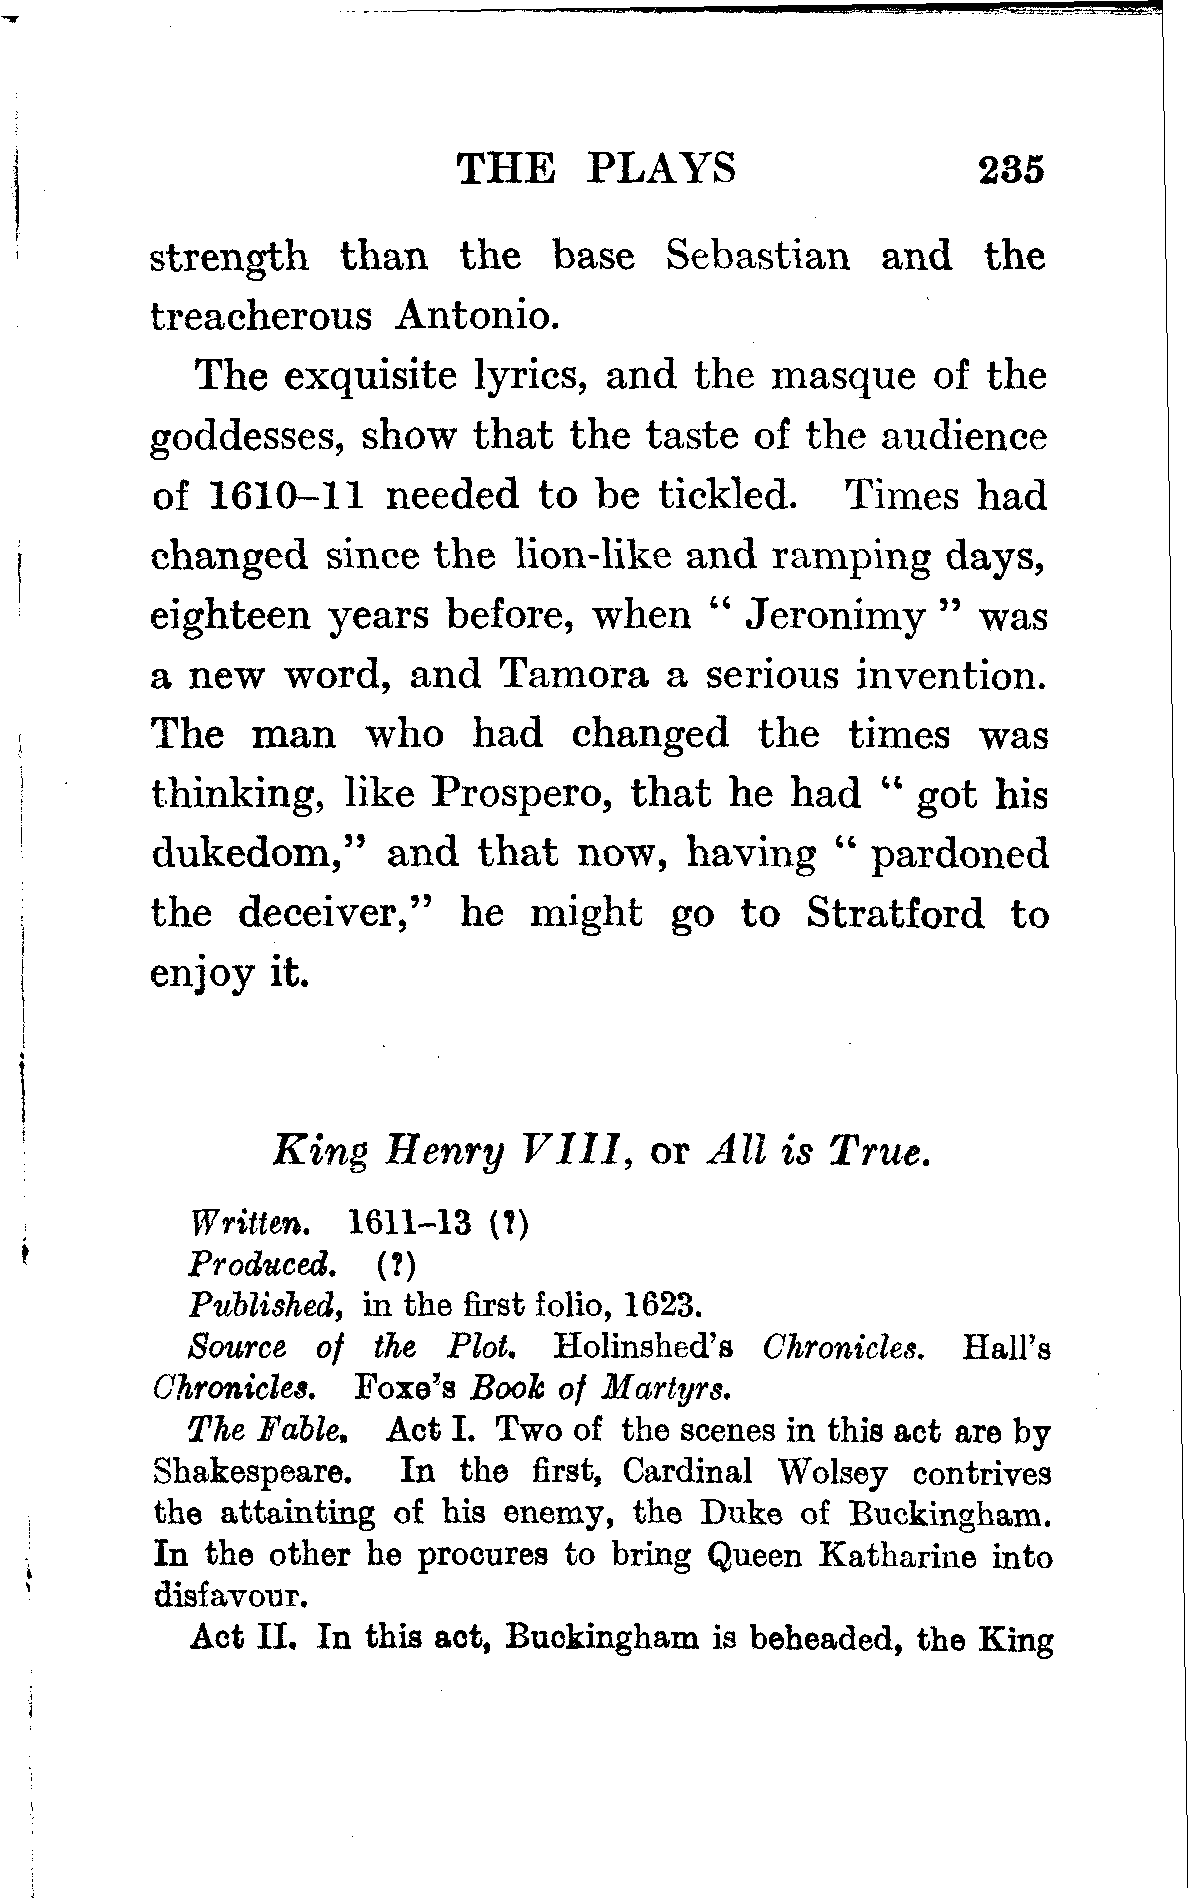 THE PLAYS 235
strength than the base Sebastian and the
treacherous Antonio.
The exquisite lyrics, and the masque of the
goddesses, show that the taste of the audience
of 1610–11 needed to be tickled. Times had
changed since the lion-like and ramping days,
eighteen years before, when “ Jeronimy ” was
a new word, and Tamora a serious invention.
The man who had changed the times was
thinking, like Prospero, that he had “ got his
dukedom,” and that now, having “ pardoned
the deceiver,” he might go to Stratford to
enjoy it.
King Henry VIII, or All is True.
Written. 1611–13 (?)
Produced. (?)
Published, in the first folio, 1623.
Source of the Plot. Holinshed’s Chronicles. Hall’s
Chronicles. Foxe’s Book of Martyrs.
The Fable. Act I. Two of the scenes in this act are by
Shakespeare. In the first, Cardinal Wolsey contrives
the attainting of his enemy, the Duke of Buckingham.
In the other he procures to bring Queen Katharine into
disfavour.
Act II. In this act, Buckingham is beheaded, the King